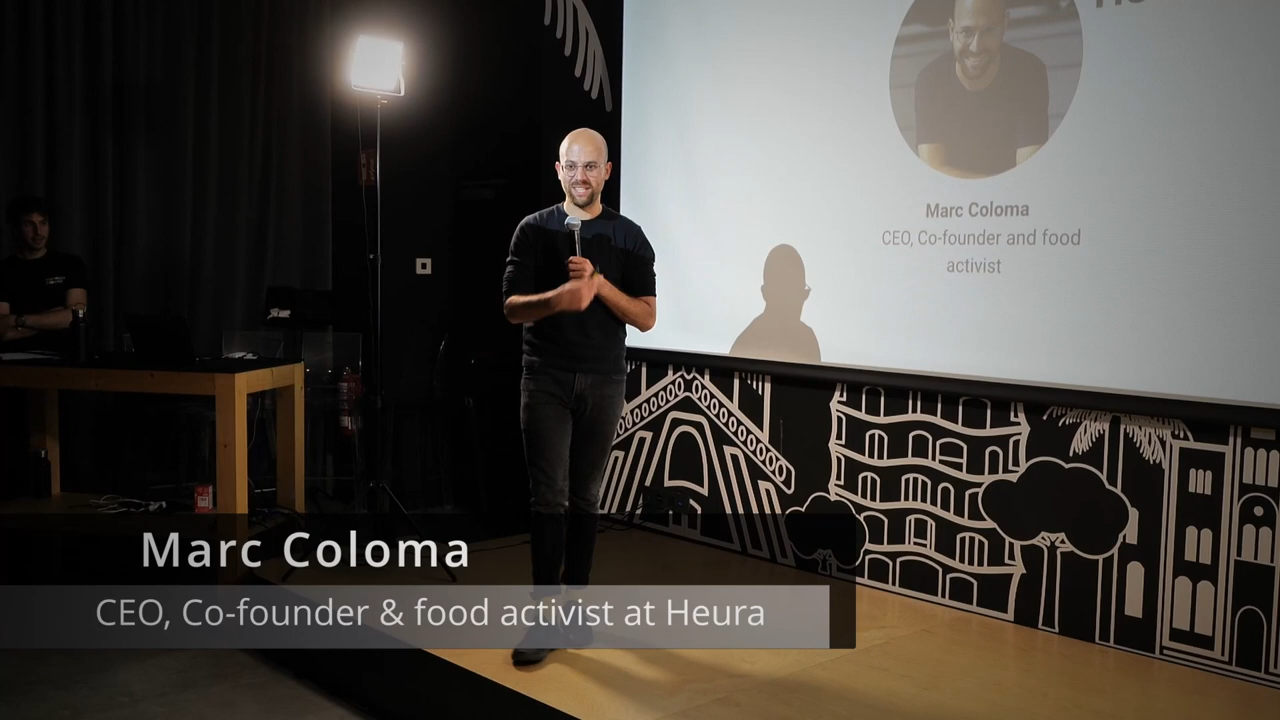 Marc Coloma
CEO, Co-founder and food
activist
Marc Coloma
CEO, Co-founder & food activist at Heura